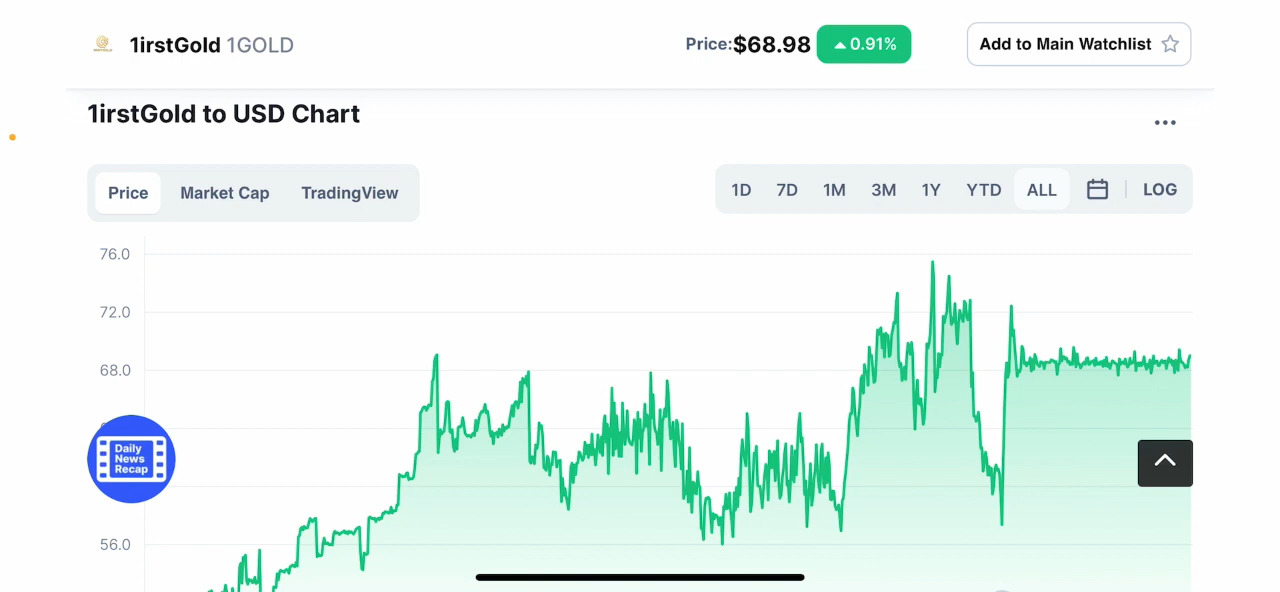 1irstGold 1GOLD
Price:$68.98
0.91%
Add to Main Watchlist
1irstGold to USD Chart
Price
Market Cap
TradingView
1D
7D
1M
3M
1Y
YTD
ALL
LOG
76.0
72.0
68.0
56.0
Daily
News
Recap